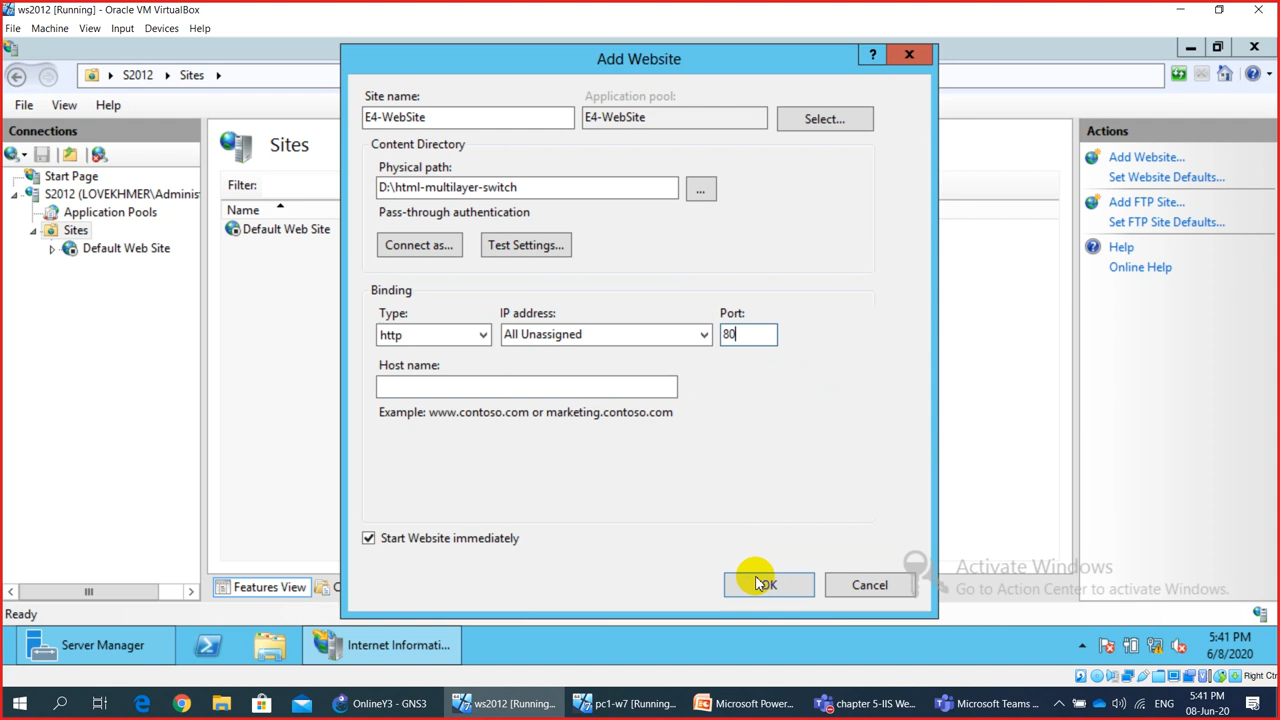 ws2012 [Running] - Oracle VM VirtualBox
File Machine View Input Devices Help
S2012 Sites
File View Help
Connections
Start Page
S2012 (LOVEKHMER\Adminis
Application Pools
Sites
Default Web Site
Sites
Filter:
Name
Default Web Site
Features View
Ready
Add Website
?
Site name:
Application pool:
E4-WebSite
E4-WebSite
Select...
Content Directory
Physical path:
D:\html-multilayer-switch
...
Pass-through authentication
Connect as...
Test Settings...
Binding
Type:
IP address:
Port:
http
All Unassigned
80
Host name:
Example: www.contoso.com or marketing.contoso.com
Start Website immediately
OK
Cancel
Actions
Add Website...
Set Website Defaults...
Add FTP Site...
Set FTP Site Defaults...
Help
Online Help
Activate Windows
Go to Action Center to activate Windows.
Server Manager
Internet Informati...
5:41 PM
6/8/2020
Right Ctrl
OnlineY3 - GNS3
ws2012 [Running...
pc1-w7 [Running...
Microsoft Power...
chapter 5-IIS We...
Microsoft Teams ...
ENG
5:41 PM
08-Jun-20